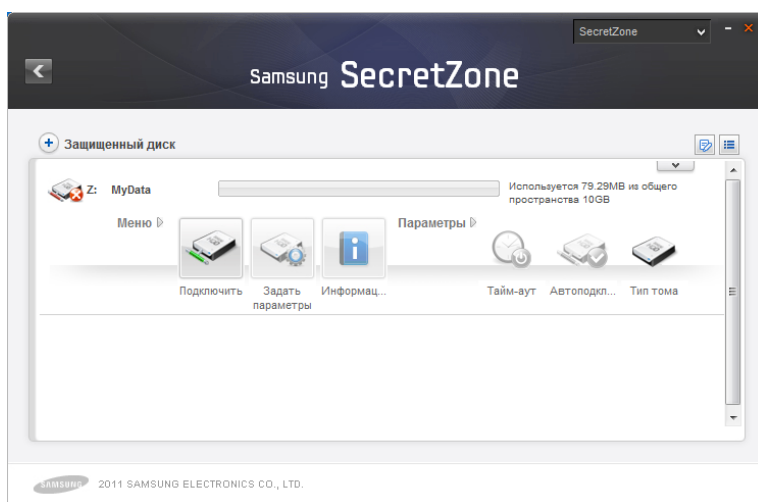 SecretZone
Samsung SecretZone
Защищенный диск
Z: MyData
Используется 79.29MB из общего
пространства 10GB
Меню
Параметры
Подключить
Задать
параметры
Информац...
Тайм-аут
Автоподкл...
Тип тома
SAMSUNG
2011 SAMSUNG ELECTRONICS CO., LTD.